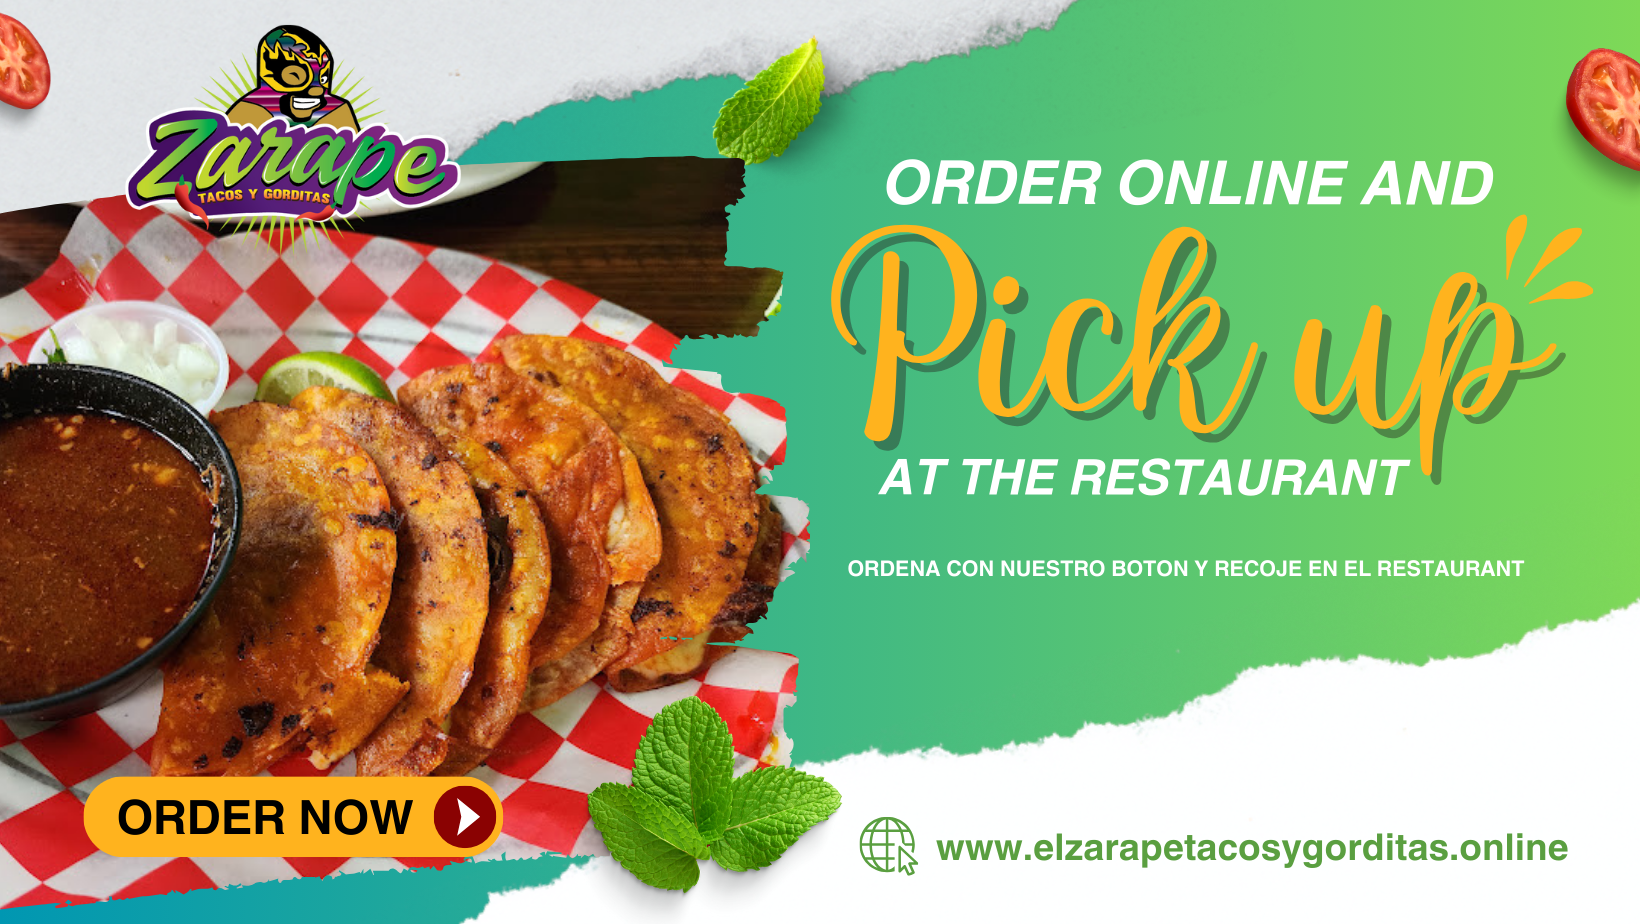 Zarape
TACOS Y GORDITAS
ORDER ONLINE AND
Pick up
AT THE RESTAURANT
ORDENA CON NUESTRO BOTON Y RECOJE EN EL RESTAURANT
ORDER NOW
www.elzarapetacosygorditas.online